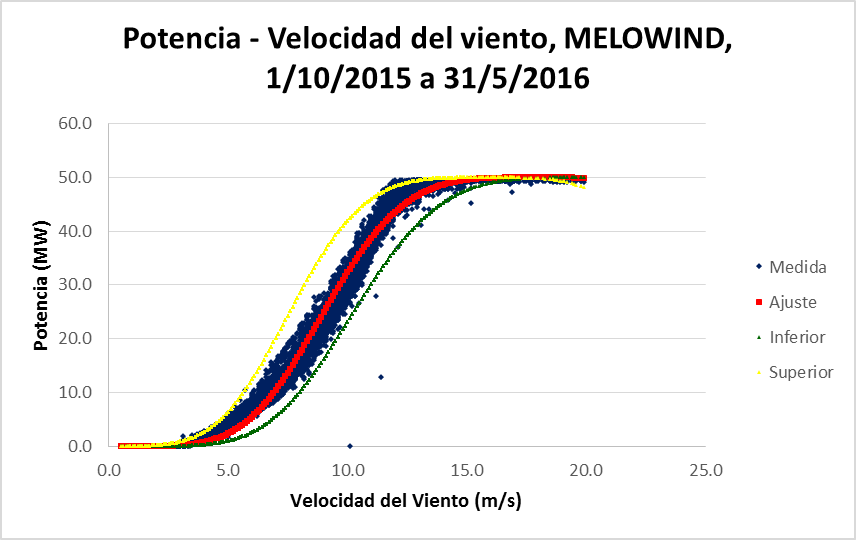 Potencia - Velocidad del viento, MELOWIND,
1/10/2015 a 31/5/2016
60.0
50.0
40.0
30.0
20.0
10.0
0.0
Potencia (MW)
0.0 5.0 10.0 15.0 20.0 25.0
Velocidad del Viento (m/s)
Medida
Ajuste
Inferior
Superior